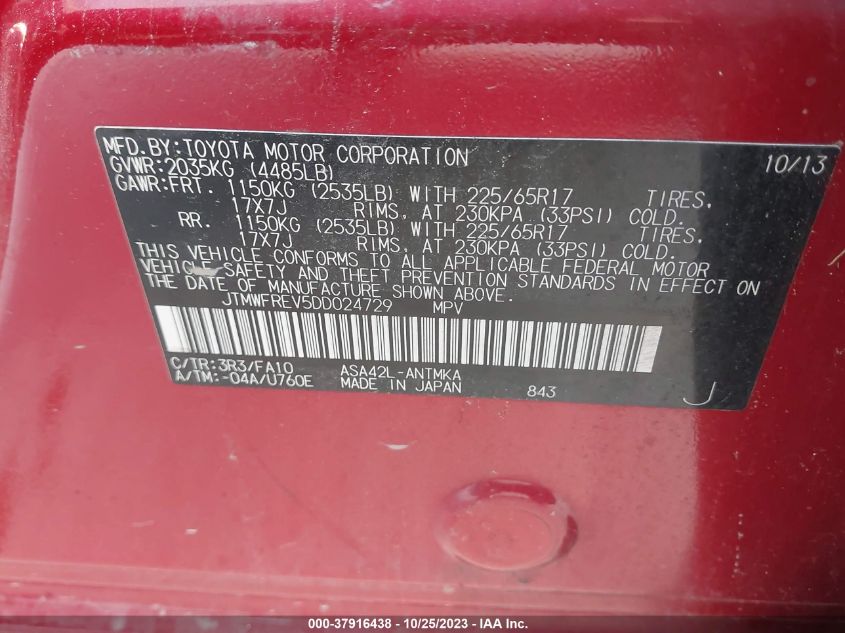 MFD.BY:TOYOTA MOTOR CORPORATION 10/13
GVWR:2035KG (4485LB)
GAWR:FRT. 1150KG (2535LB) WITH 225/65R17 TIRES,
17X7J RIMS, AT 230KPA (33PSI) COLD.
RR. 1150KG (2535LB) WITH 225/65R17 TIRES,
17X7J RIMS, AT 230KPA (33PSI) COLD.
THIS VEHICLE CONFORMS TO ALL APPLICABLE FEDERAL MOTOR
VEHICLE SAFETY AND THEFT PREVENTION STANDARDS IN EFFECT ON
THE DATE OF MANUFACTURE SHOWN ABOVE.
JTMWFREV5DD024729 MPV
C/TR:3R3/FA10 ASA42L-ANTMKA
A/TM:-04A/U760E MADE IN JAPAN 843 J
000-37916438 - 10/25/2023 - IAA Inc.